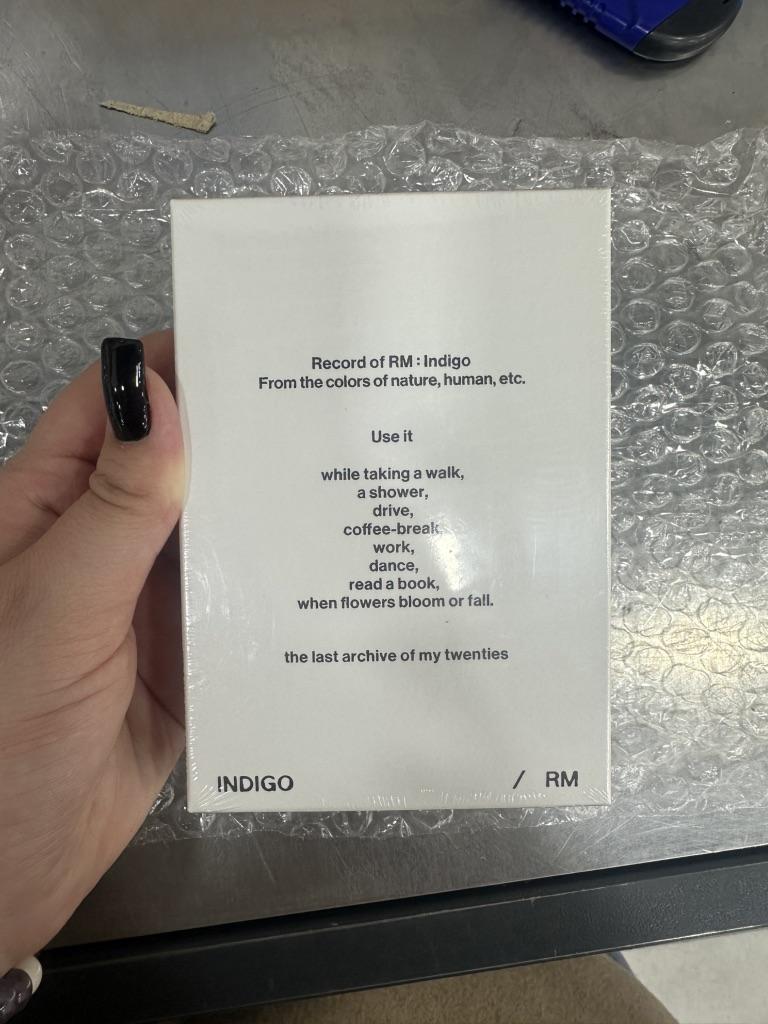 Record of RM : Indigo
From the colors of nature, human, etc.
Use it
while taking a walk,
a shower,
drive,
coffee-break,
work,
dance,
read a book,
when flowers bloom or fall.
the last archive of my twenties
INDIGO / RM